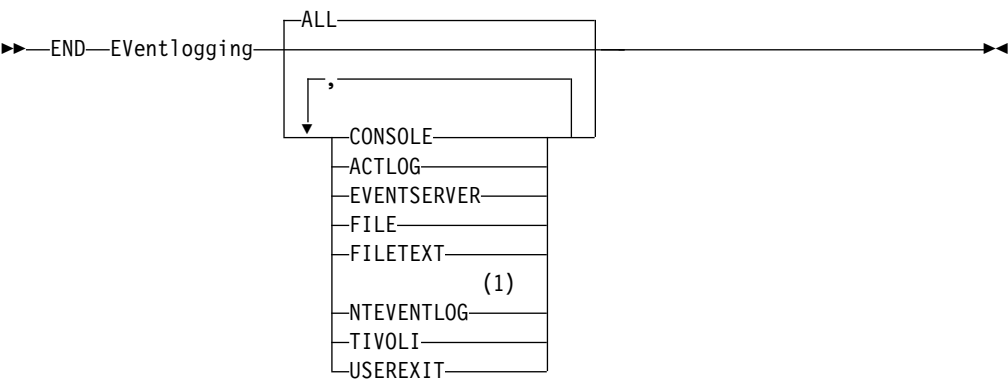 ALL
END EVentlogging
,
CONSOLE
ACTLOG
EVENTSERVER
FILE
FILETEXT
(1)
NTEVENTLOG
TIVOLI
USEREXIT